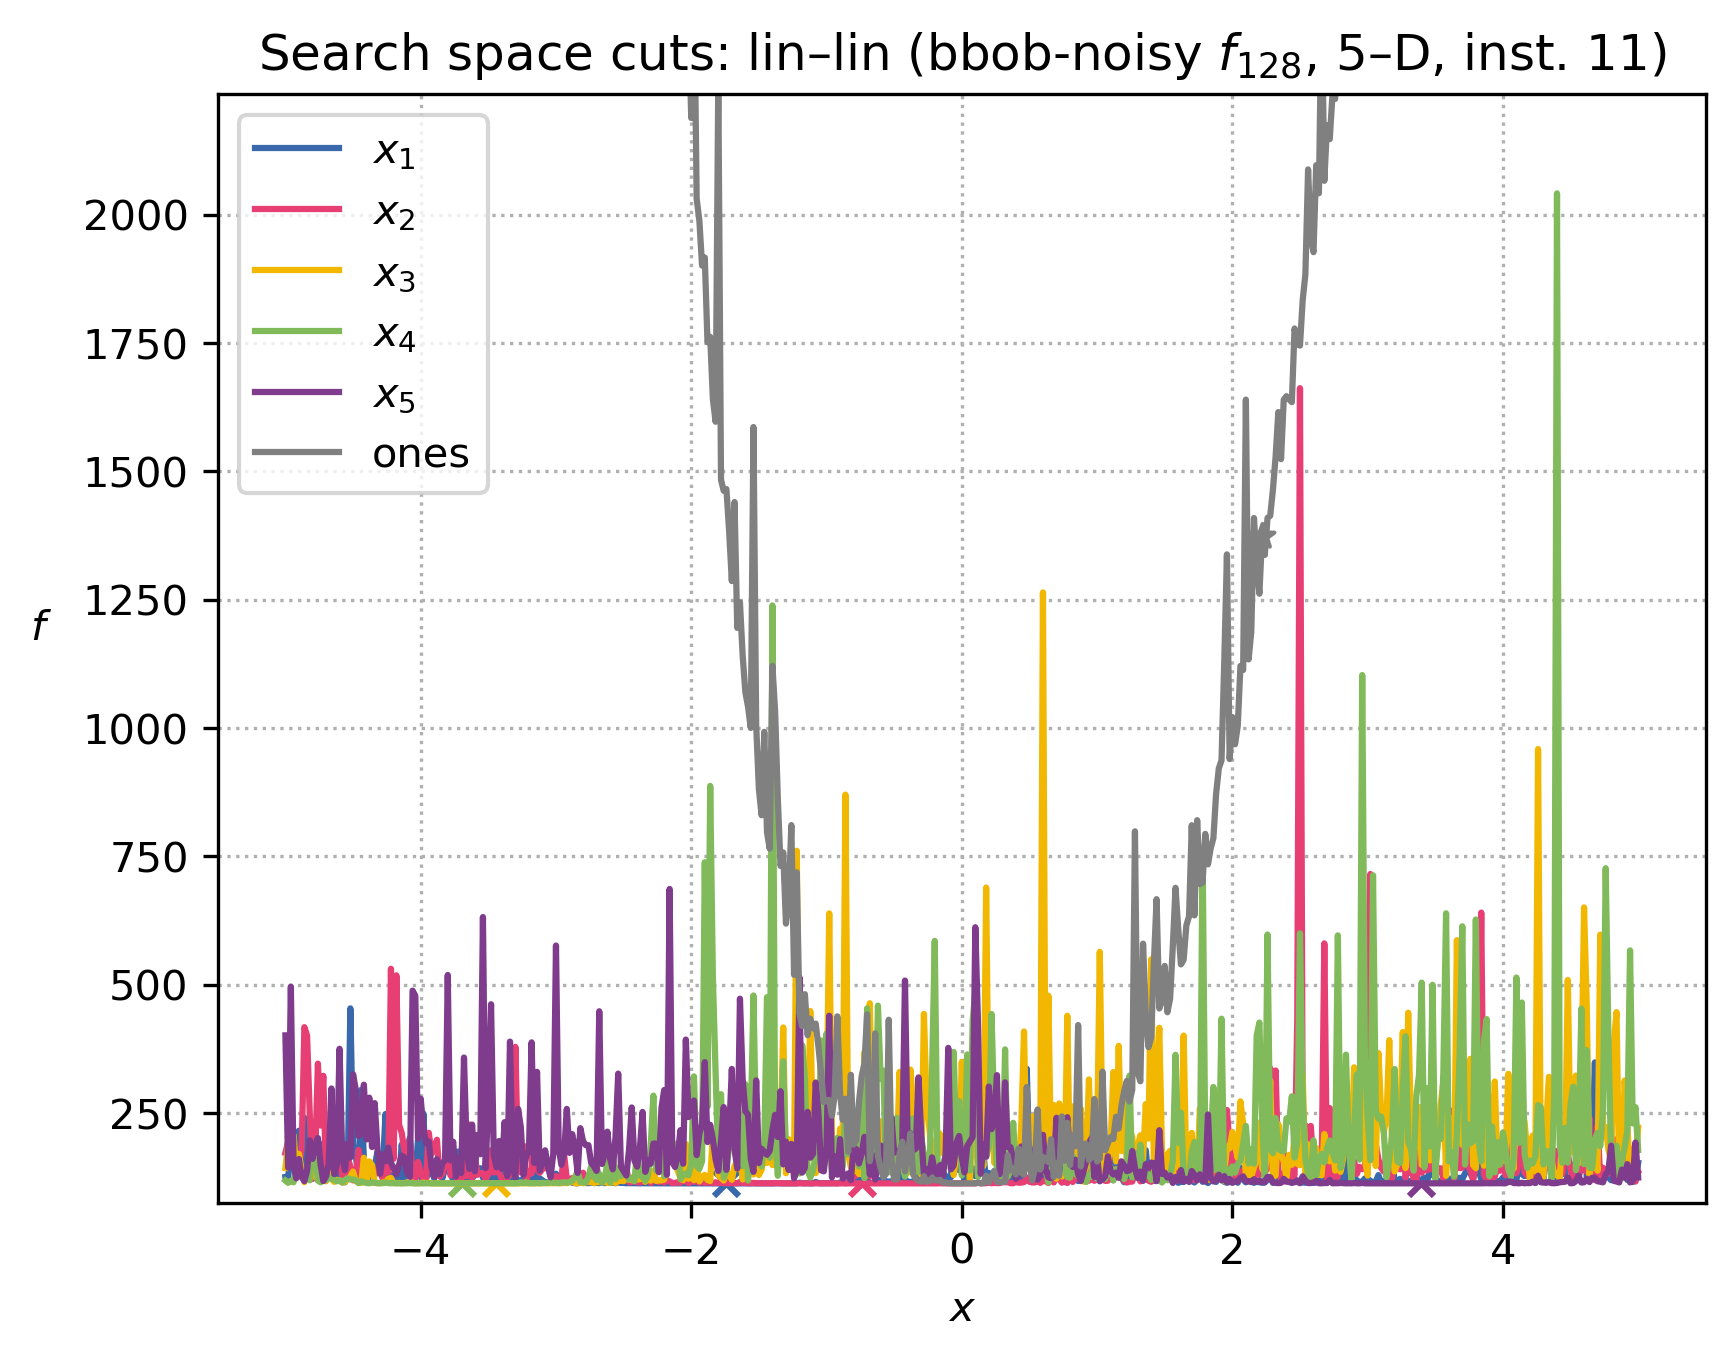 Search space cuts: lin–lin (bbob-noisy f128, 5–D, inst. 11)
x1
x2
x3
x4
x5
ones
2000
1750
1500
1250
1000
750
500
250
f
−4
−2
0
2
4
x